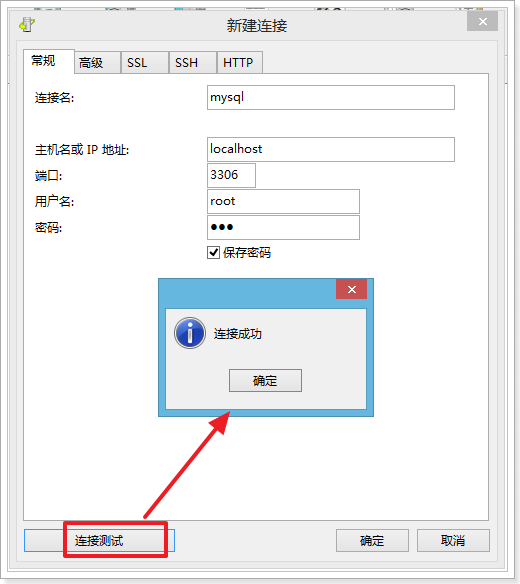 新建连接
常规 高级 SSL SSH HTTP
连接名: mysql
主机名或 IP 地址: localhost
端口: 3306
用户名: root
密码: ●●●
保存密码
连接成功
确定
连接测试 确定 取消